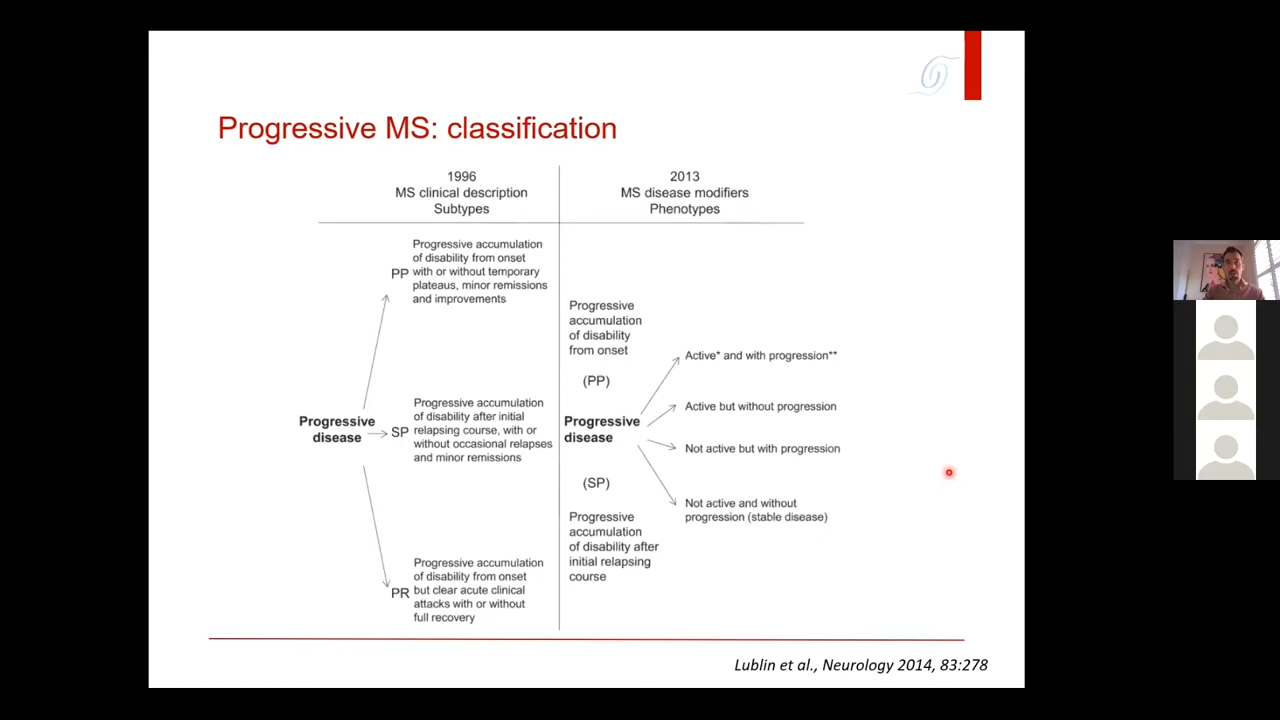 Progressive MS: classification
1996
MS clinical description
Subtypes
2013
MS disease modifiers
Phenotypes
Progressive
disease
PP
Progressive accumulation
of disability from onset
with or without temporary
plateaus, minor remissions
and improvements
SP
Progressive accumulation
of disability after initial
relapsing course, with or
without occasional relapses
and minor remissions
PR
Progressive accumulation
of disability from onset
but clear acute clinical
attacks with or without
full recovery
Progressive
accumulation
of disability
from onset
(PP)
Progressive
disease
(SP)
Progressive
accumulation
of disability after
initial relapsing
course
Active* and with progression**
Active but without progression
Not active but with progression
Not active and without
progression (stable disease)
Lublin et al., Neurology 2014, 83:278